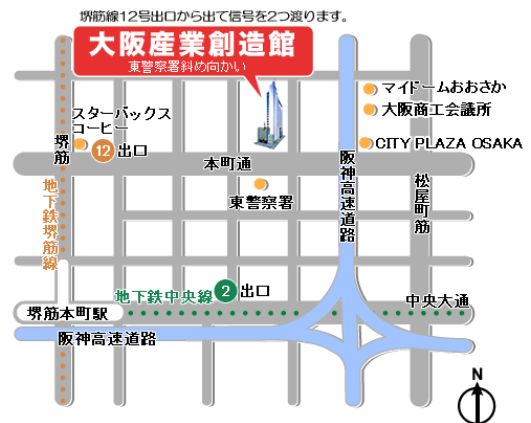 堺筋線12号出口から出て信号を2つ渡ります。
大阪産業創造館
東警察署斜め向かい
マイドームおおさか
大阪商工会議所
CITY PLAZA OSAKA
スターバックス
コーヒー
12 出口
堺筋
本町通
東警察署
阪神高速道路
松屋町筋
地下鉄堺筋線
地下鉄中央線
2 出口
中央大通
堺筋本町駅
阪神高速道路
N